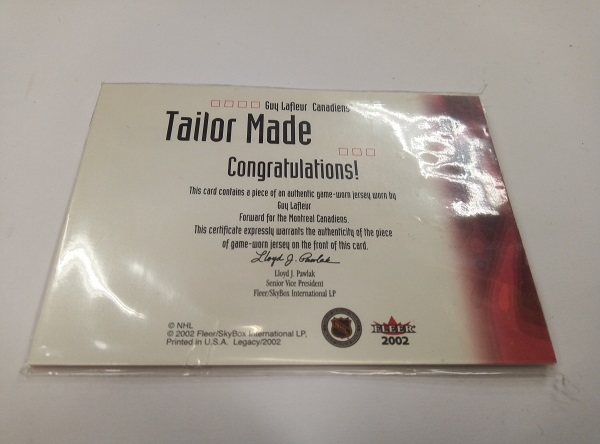 Guy Lafleur Canadiens
Tailor Made
Congratulations!
This card contains a piece of an authentic game-worn jersey worn by
Guy Lafleur
Forward for the Montreal Canadiens.
This certificate expressly warrants the authenticity of the piece
of game-worn jersey on the front of this card.
Lloyd J. Pawlak
Lloyd J. Pawlak
Senior Vice President
Fleer/SkyBox International LP
© NHL
© 2002 Fleer/SkyBox International LP,
Printed in U.S.A. Legacy/2002
FLEER
2002